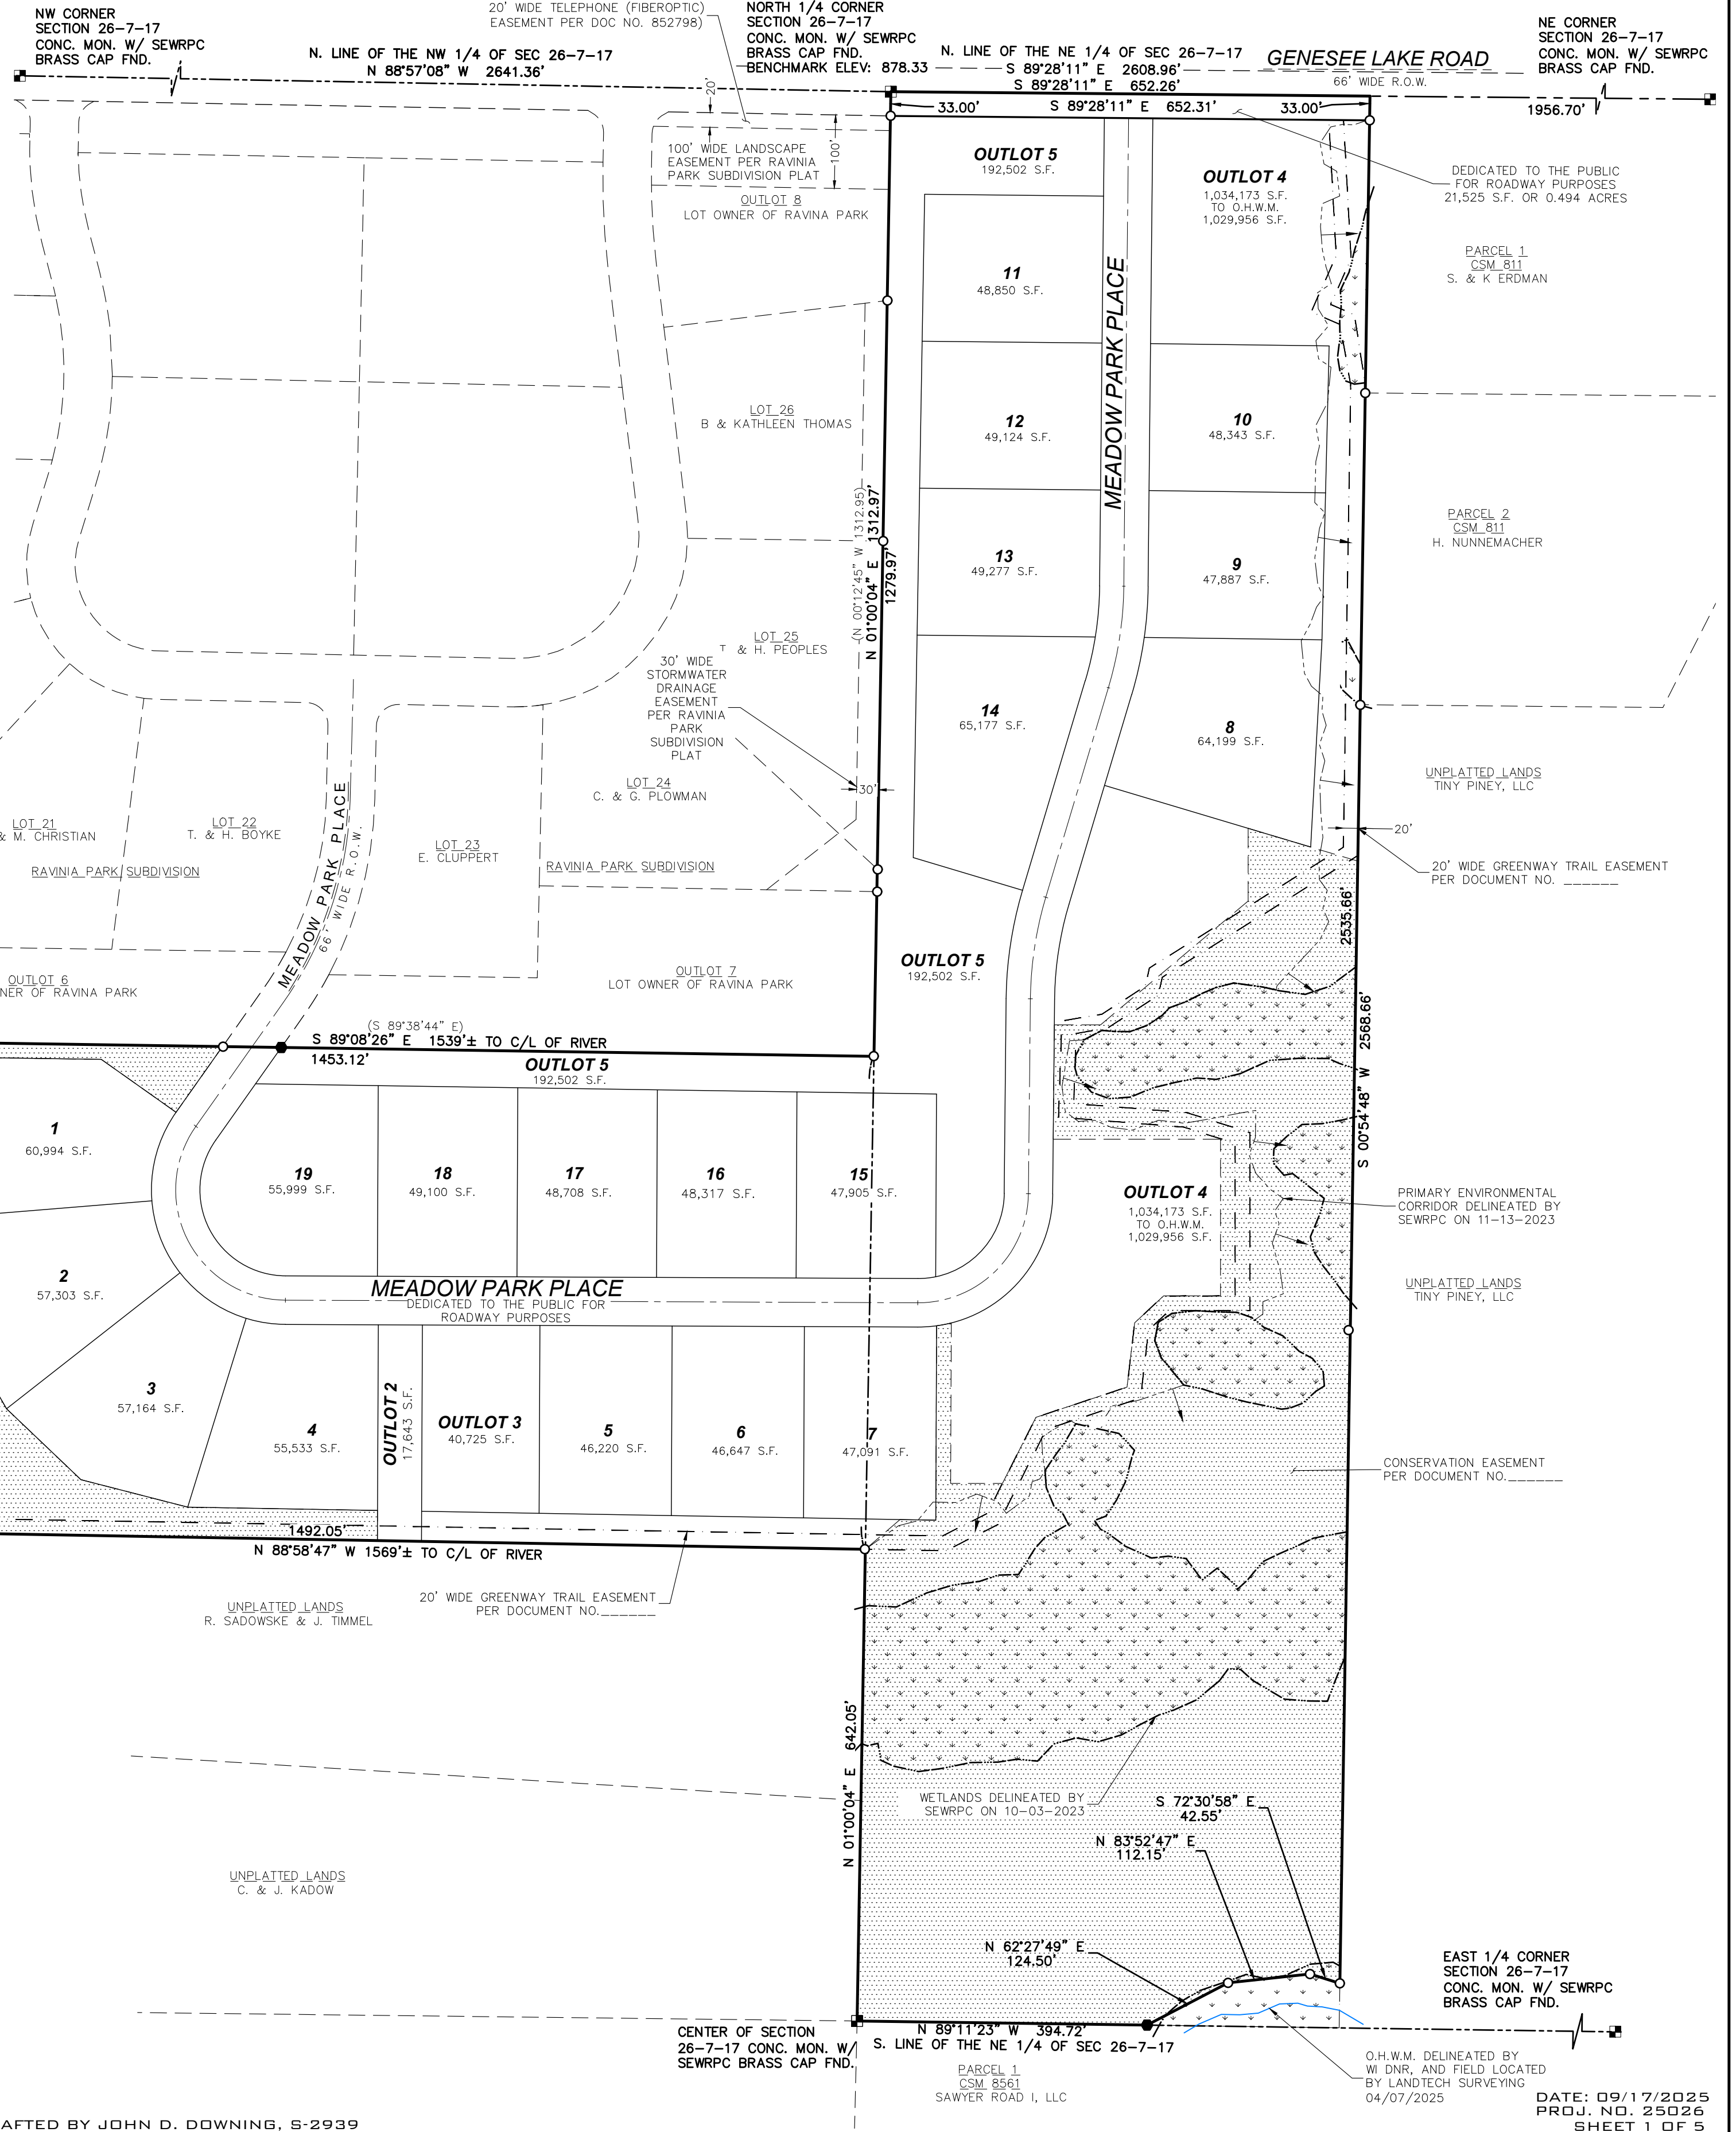 NW CORNER
SECTION 26-7-17
CONC. MON. W/ SEWRPC
BRASS CAP FND.
N. LINE OF THE NW 1/4 OF SEC 26-7-17
N 88°57'08" W 2641.36'
20' WIDE TELEPHONE (FIBEROPTIC)
EASEMENT PER DOC NO. 852798)
NORTH 1/4 CORNER
SECTION 26-7-17
CONC. MON. W/ SEWRPC
BRASS CAP FND.
BENCHMARK ELEV: 878.33
N. LINE OF THE NE 1/4 OF SEC 26-7-17
S 89°28'11" E 2608.96'
S 89°28'11" E 652.26'
GENESEE LAKE ROAD
66' WIDE R.O.W.
NE CORNER
SECTION 26-7-17
CONC. MON. W/ SEWRPC
BRASS CAP FND.
1956.70'
33.00'
S 89°28'11" E 652.31'
33.00'
20'
100'
100' WIDE LANDSCAPE
EASEMENT PER RAVINIA
PARK SUBDIVISION PLAT
OUTLOT 8
LOT OWNER OF RAVINA PARK
OUTLOT 5
192,502 S.F.
OUTLOT 4
1,034,173 S.F.
TO O.H.W.M.
1,029,956 S.F.
DEDICATED TO THE PUBLIC
FOR ROADWAY PURPOSES
21,525 S.F. OR 0.494 ACRES
PARCEL 1
CSM 811
S. & K ERDMAN
11
48,850 S.F.
MEADOW PARK PLACE
LOT 26
B & KATHLEEN THOMAS
12
49,124 S.F.
10
48,343 S.F.
(N 00°12'45" W 1312.95)
N 01°00'04" E 1312.97'
1279.97'
PARCEL 2
CSM 811
H. NUNNEMACHER
13
49,277 S.F.
9
47,887 S.F.
LOT 25
T & H. PEOPLES
30' WIDE
STORMWATER
DRAINAGE
EASEMENT
PER RAVINIA
PARK
SUBDIVISION
PLAT
14
65,177 S.F.
8
64,199 S.F.
UNPLATTED LANDS
TINY PINEY, LLC
LOT 24
C. & G. PLOWMAN
30'
LOT 21
& M. CHRISTIAN
LOT 22
T. & H. BOYKE
LOT 23
E. CLUPPERT
RAVINIA PARK SUBDIVISION
RAVINIA PARK SUBDIVISION
MEADOW PARK PLACE
66' WIDE R.O.W.
20'
20' WIDE GREENWAY TRAIL EASEMENT
PER DOCUMENT NO. ______
2535.66'
OUTLOT 6
NER OF RAVINA PARK
OUTLOT 7
LOT OWNER OF RAVINA PARK
OUTLOT 5
192,502 S.F.
S 00°54'48" W 2568.66'
(S 89°38'44" E)
S 89°08'26" E 1539'± TO C/L OF RIVER
1453.12'
OUTLOT 5
192,502 S.F.
1
60,994 S.F.
19
55,999 S.F.
18
49,100 S.F.
17
48,708 S.F.
16
48,317 S.F.
15
47,905 S.F.
OUTLOT 4
1,034,173 S.F.
TO O.H.W.M.
1,029,956 S.F.
PRIMARY ENVIRONMENTAL
CORRIDOR DELINEATED BY
SEWRPC ON 11-13-2023
UNPLATTED LANDS
TINY PINEY, LLC
2
57,303 S.F.
MEADOW PARK PLACE
DEDICATED TO THE PUBLIC FOR
ROADWAY PURPOSES
3
57,164 S.F.
4
55,533 S.F.
OUTLOT 2
17,643 S.F.
OUTLOT 3
40,725 S.F.
5
46,220 S.F.
6
46,647 S.F.
7
47,091 S.F.
CONSERVATION EASEMENT
PER DOCUMENT NO.______
1492.05'
N 88°58'47" W 1569'± TO C/L OF RIVER
20' WIDE GREENWAY TRAIL EASEMENT
PER DOCUMENT NO.______
UNPLATTED LANDS
R. SADOWSKE & J. TIMMEL
N 01°00'04" E 642.05'
WETLANDS DELINEATED BY
SEWRPC ON 10-03-2023
S 72°30'58" E
42.55'
N 83°52'47" E
112.15'
UNPLATTED LANDS
C. & J. KADOW
N 62°27'49" E
124.50'
EAST 1/4 CORNER
SECTION 26-7-17
CONC. MON. W/ SEWRPC
BRASS CAP FND.
CENTER OF SECTION
26-7-17 CONC. MON. W/
SEWRPC BRASS CAP FND.
N 89°11'23" W 394.72'
S. LINE OF THE NE 1/4 OF SEC 26-7-17
PARCEL 1
CSM 8561
SAWYER ROAD I, LLC
O.H.W.M. DELINEATED BY
WI DNR, AND FIELD LOCATED
BY LANDTECH SURVEYING
04/07/2025
DATE: 09/17/2025
PROJ. NO. 25026
SHEET 1 OF 5
AFTED BY JOHN D. DOWNING, S-2939